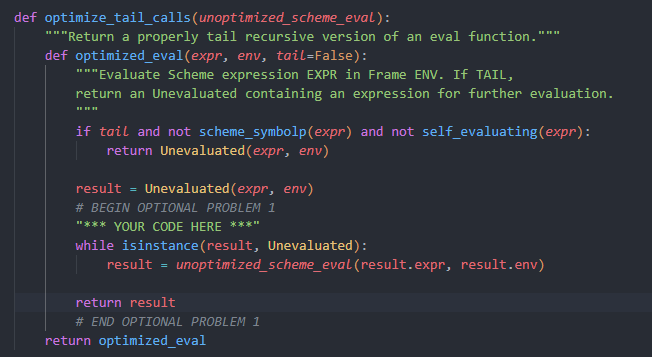 def optimize_tail_calls(unoptimized_scheme_eval):
    """Return a properly tail recursive version of an eval function."""
    def optimized_eval(expr, env, tail=False):
        """Evaluate Scheme expression EXPR in Frame ENV. If TAIL,
        return an Unevaluated containing an expression for further evaluation.
        """
        if tail and not scheme_symbolp(expr) and not self_evaluating(expr):
            return Unevaluated(expr, env)

        result = Unevaluated(expr, env)
        # BEGIN OPTIONAL PROBLEM 1
        "*** YOUR CODE HERE ***"
        while isinstance(result, Unevaluated):
            result = unoptimized_scheme_eval(result.expr, result.env)

        return result
        # END OPTIONAL PROBLEM 1
    return optimized_eval